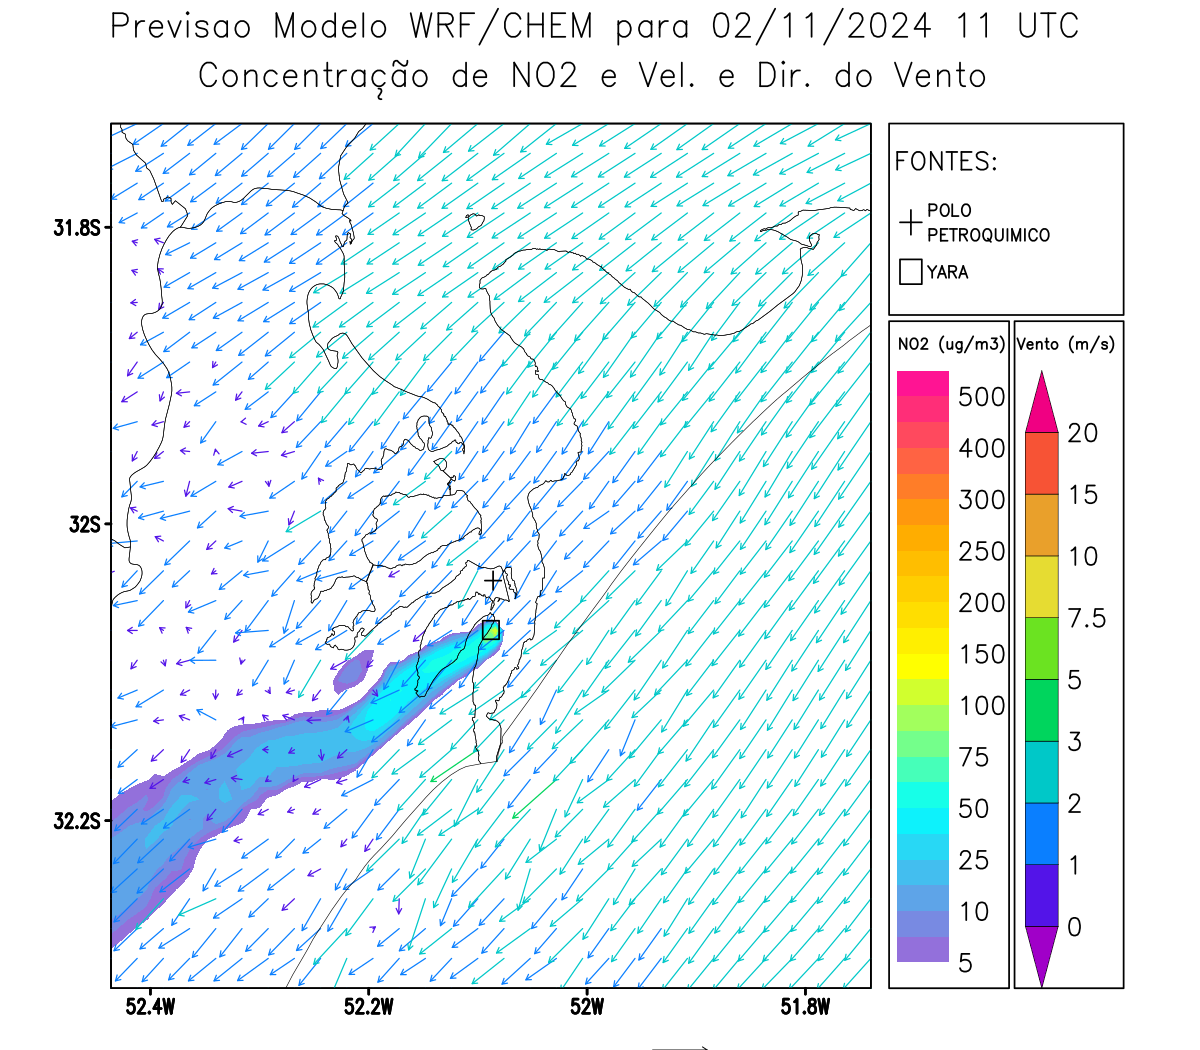 Previsao Modelo WRF/CHEM para 02/11/2024 11 UTC
Concentração de NO2 e Vel. e Dir. do Vento
FONTES:
POLO
PETROQUIMICO
YARA
NO2 (ug/m3)
500
400
300
250
200
150
100
75
50
25
10
5
Vento (m/s)
20
15
10
7.5
5
3
2
1
0
31.8S
32S
32.2S
52.4W
52.2W
52W
51.8W